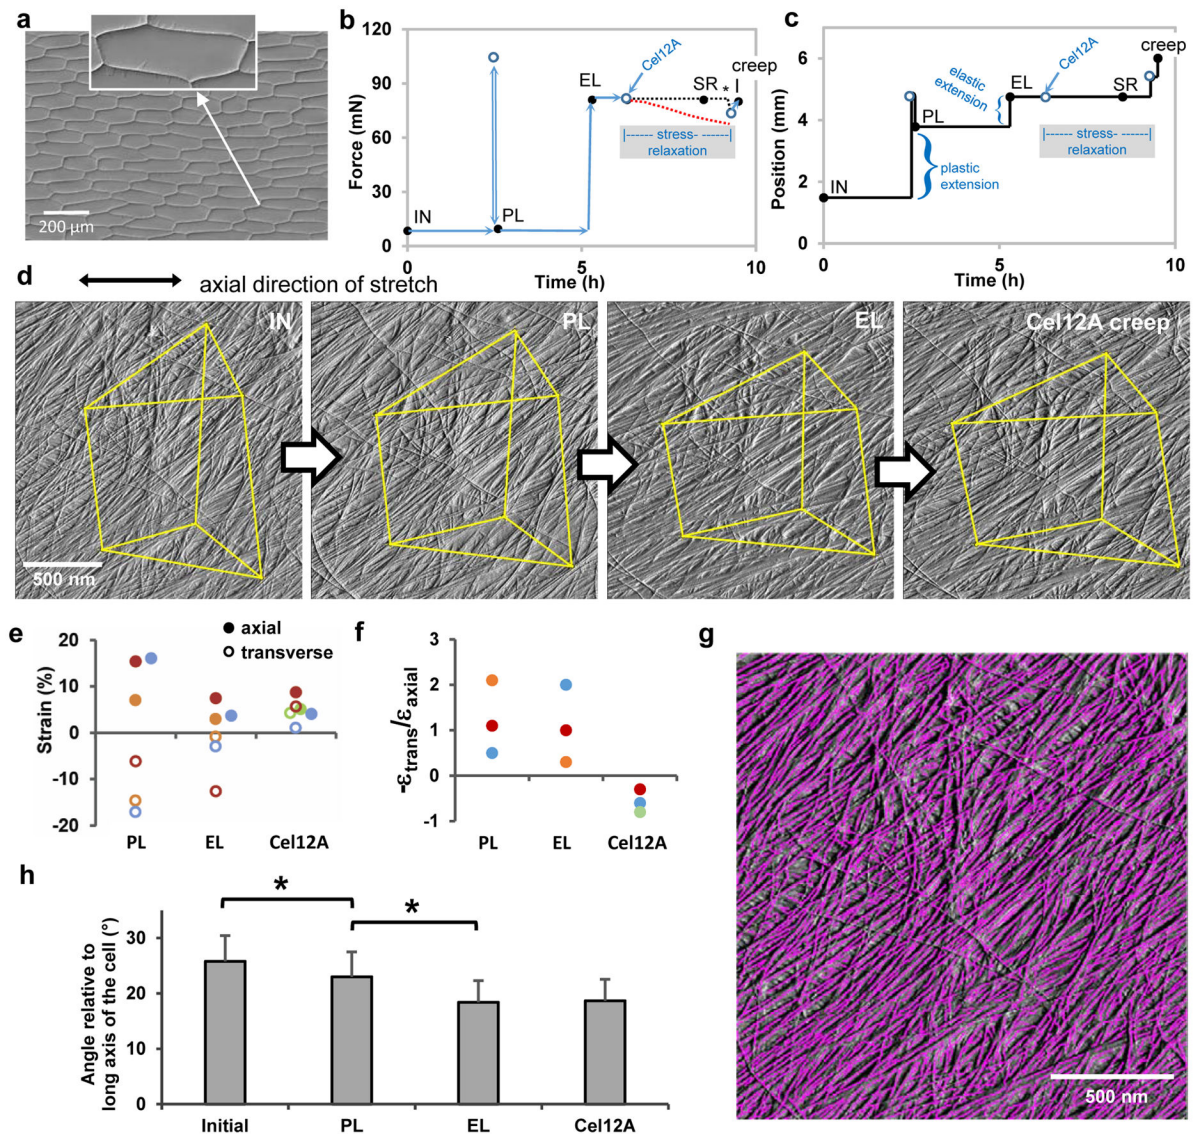 a
200 µm
b
120
90
60
30
0
Force (mN)
IN
PL
EL
Cel12A
SR
*
creep
|------ stress- ------|
relaxation
0
5
10
Time (h)
c
6
4
2
0
Position (mm)
IN
plastic
extension
PL
elastic
extension
EL
Cel12A
SR
creep
|------ stress- ------|
relaxation
0
5
10
Time (h)
d
axial direction of stretch
IN
500 nm
PL
EL
Cel12A creep
e
20
10
0
-10
-20
Strain (%)
axial
transverse
PL
EL
Cel12A
f
3
2
1
0
-1
-εtrans/εaxial
PL
EL
Cel12A
g
500 nm
h
30
20
10
0
Angle relative to
long axis of the cell (°)
*
*
Initial
PL
EL
Cel12A